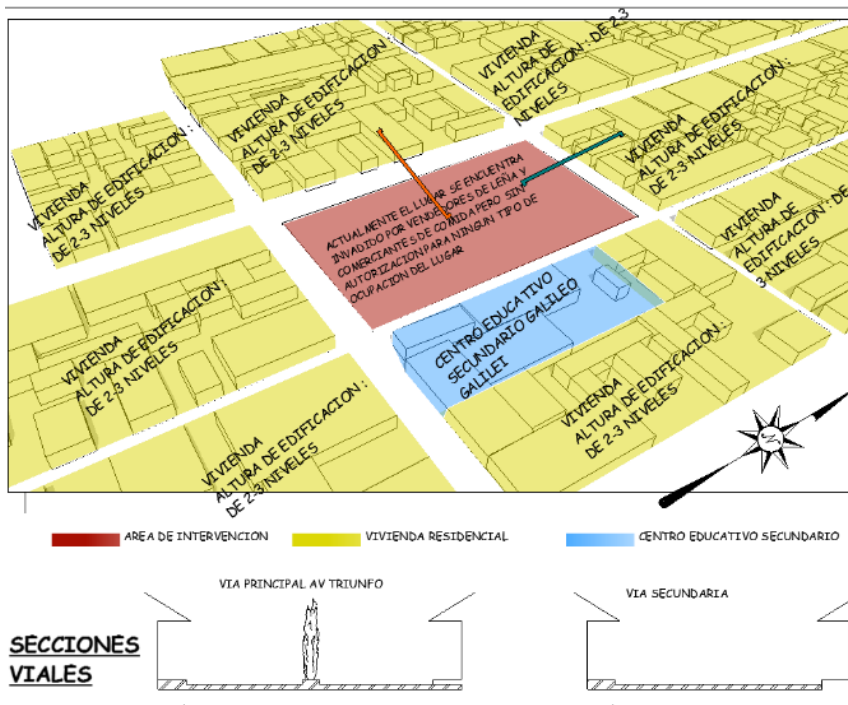 VIVIENDA
ALTURA DE EDIFICACION :
DE 2-3 NIVELES
VIVIENDA
ALTURA DE
EDIFICACION : DE 2-3
NIVELES
VIVIENDA
ALTURA DE EDIFICACION :
DE 2-3 NIVELES
VIVIENDA
ALTURA DE EDIFICACION :
DE 2-3 NIVELES
VIVIENDA
ALTURA DE
EDIFICACION : DE
3 NIVELES
ACTUALMENTE EL LUGAR SE ENCUENTRA
INVADIDO POR VENDEDORES DE LEÑA Y
COMERCIANTES DE COMIDA PERO SIN
AUTORIZACION PARA NINGUN TIPO DE
OCUPACION DEL LUGAR
CENTRO EDUCATIVO
SECUNDARIO GALILEO
GALILEI
VIVIENDA
ALTURA DE EDIFICACION :
DE 2-3 NIVELES
VIVIENDA
ALTURA DE EDIFICACION :
DE 2-3 NIVELES
VIVIENDA
ALTURA DE EDIFICACION :
DE 2-3 NIVELES
N
AREA DE INTERVENCION
VIVIENDA RESIDENCIAL
CENTRO EDUCATIVO SECUNDARIO
VIA PRINCIPAL AV TRIUNFO
VIA SECUNDARIA
SECCIONES
VIALES